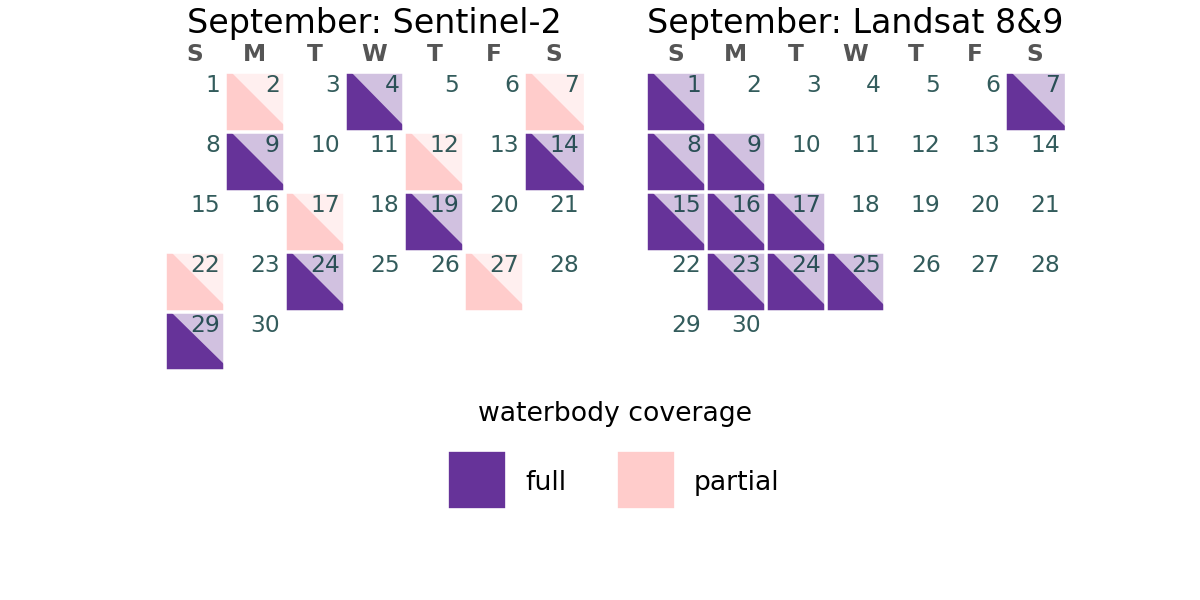 September: Sentinel-2
S M T W T F S
1 2 3 4 5 6 7
8 9 10 11 12 13 14
15 16 17 18 19 20 21
22 23 24 25 26 27 28
29 30
September: Landsat 8&9
S M T W T F S
1 2 3 4 5 6 7
8 9 10 11 12 13 14
15 16 17 18 19 20 21
22 23 24 25 26 27 28
29 30
waterbody coverage
full partial